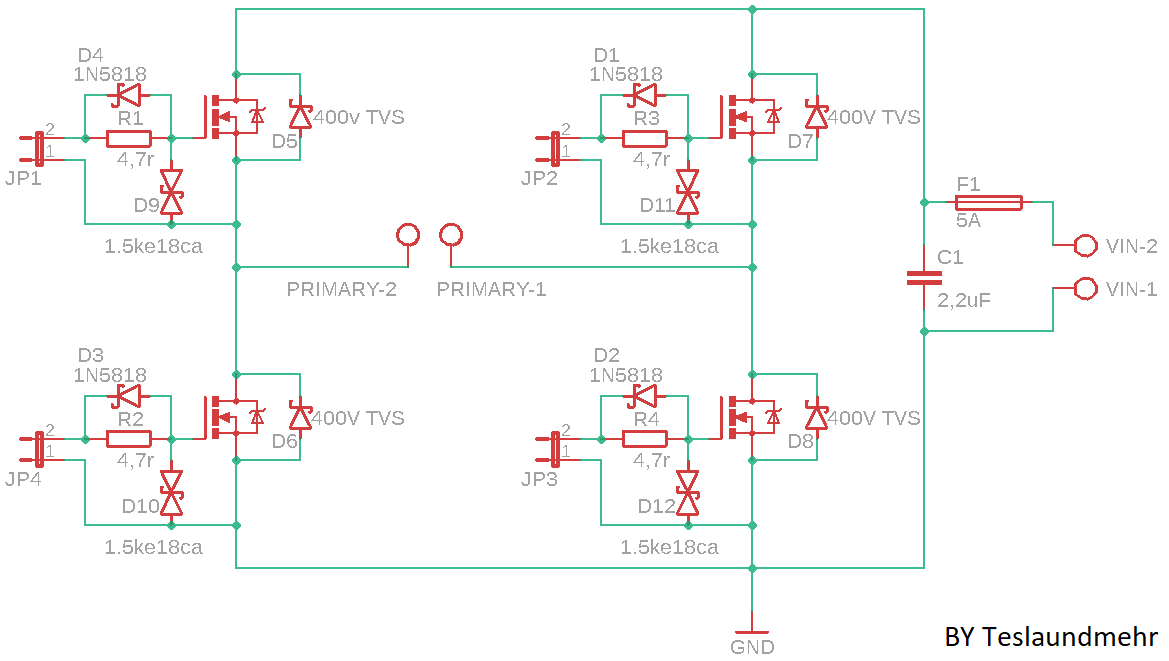 D4
1N5818
R1
4,7r
2
1
JP1
D9
1.5ke18ca
400v TVS
D5
D1
1N5818
R3
4,7r
2
1
JP2
D11
1.5ke18ca
400V TVS
D7
PRIMARY-2
PRIMARY-1
F1
5A
VIN-2
C1
2,2uF
VIN-1
D3
1N5818
R2
4,7r
2
1
JP4
D10
1.5ke18ca
400V TVS
D6
D2
1N5818
R4
4,7r
2
1
JP3
D12
1.5ke18ca
400V TVS
D8
GND
BY Teslaundmehr